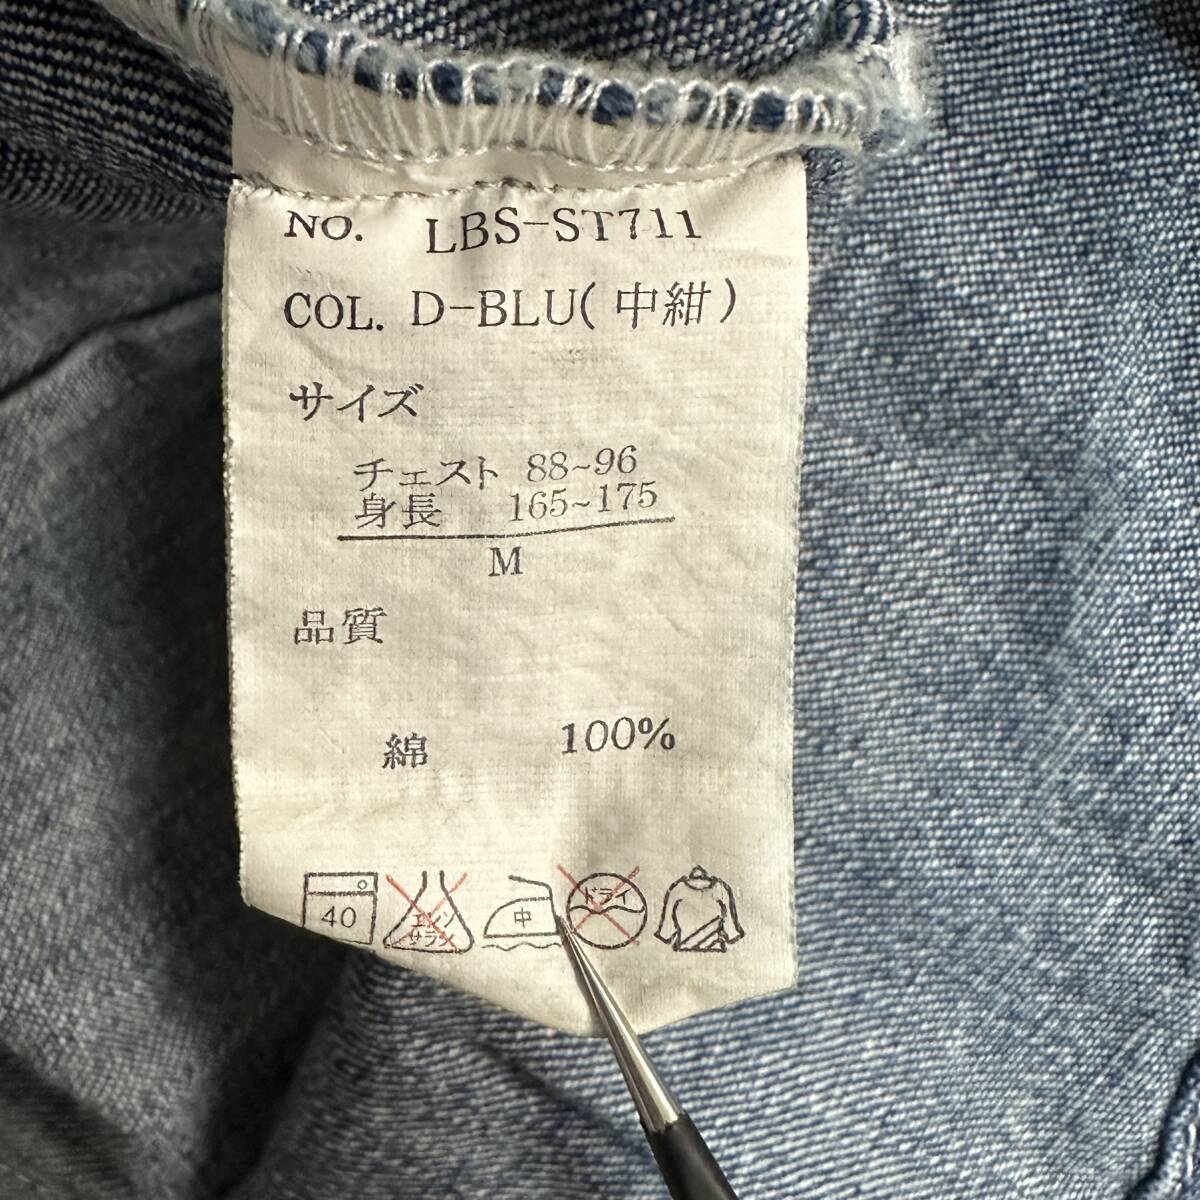 NO. LBS-ST711
COL. D-BLU(中紺)
サイズ
チェスト 88~96
身長 165~175
M
品質
綿 100%
40 エンソ サラシ 中 ドライ